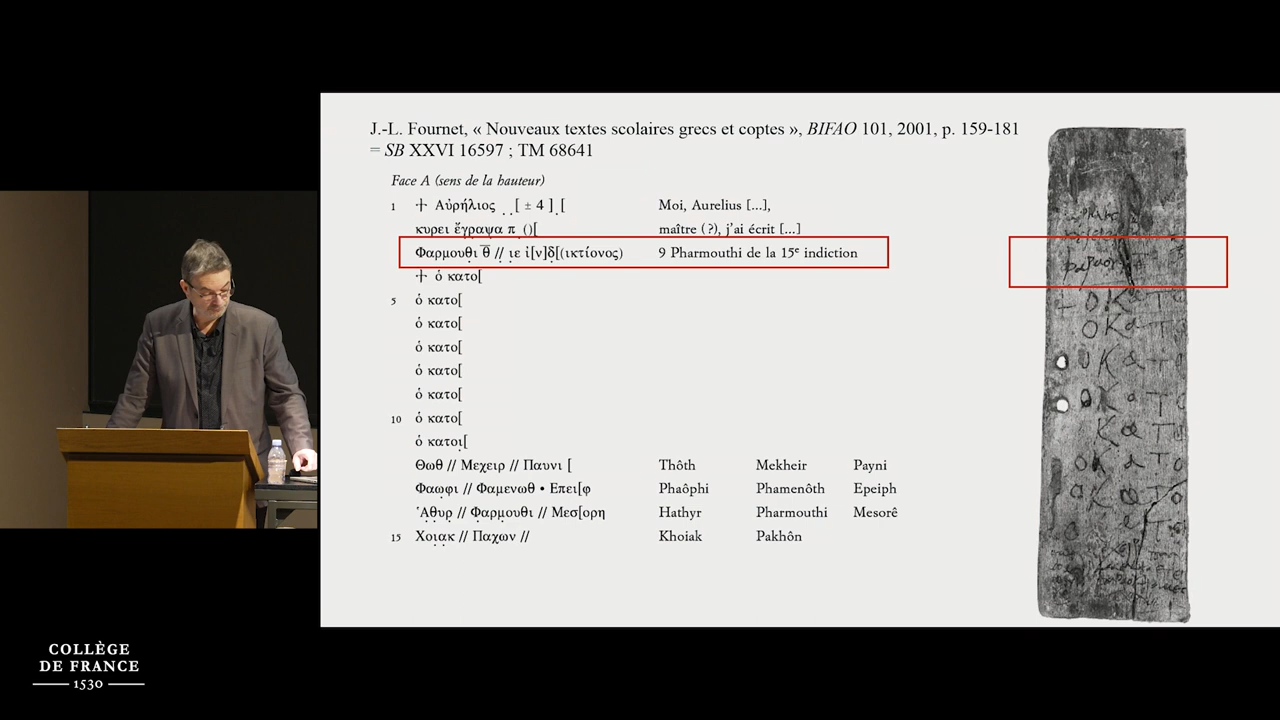 J.-L. Fournet, « Nouveaux textes scolaires grecs et coptes », BIFAO 101, 2001, p. 159-181
= SB XXVI 16597 ; TM 68641
Face A (sens de la hauteur)
1 ⳨ Αὐρήλιος ̣ ̣[ ± 4 ] ̣[ Moi, Aurelius [...],
κυρει ἔγραψα π ̣()[ maître (?), j'ai écrit [...]
Φαρμουθι θ̅ // ιε ἰ[ν]δ[(ικτίονος) 9 Pharmouthi de la 15e indiction
⳨ ὁ κατο[
5 ὁ κατο[
ὁ κατο[
ὁ κατο[
ὁ κατο[
ὁ κατο[
10 ὁ κατο[
ὁ κατοι̣[
Θωθ // Μεχειρ // Παυνι [ Thôth Mekheir Payni
Φαωφι // Φαμενωθ • Επει[φ Phaôphi Phamenôth Epeiph
Ἁθυρ // Φαρμουθι // Μεσ[ορη Hathyr Pharmouthi Mesorê
15 Χοιακ // Παχων // Khoiak Pakhôn
COLLÈGE
DE FRANCE
1530